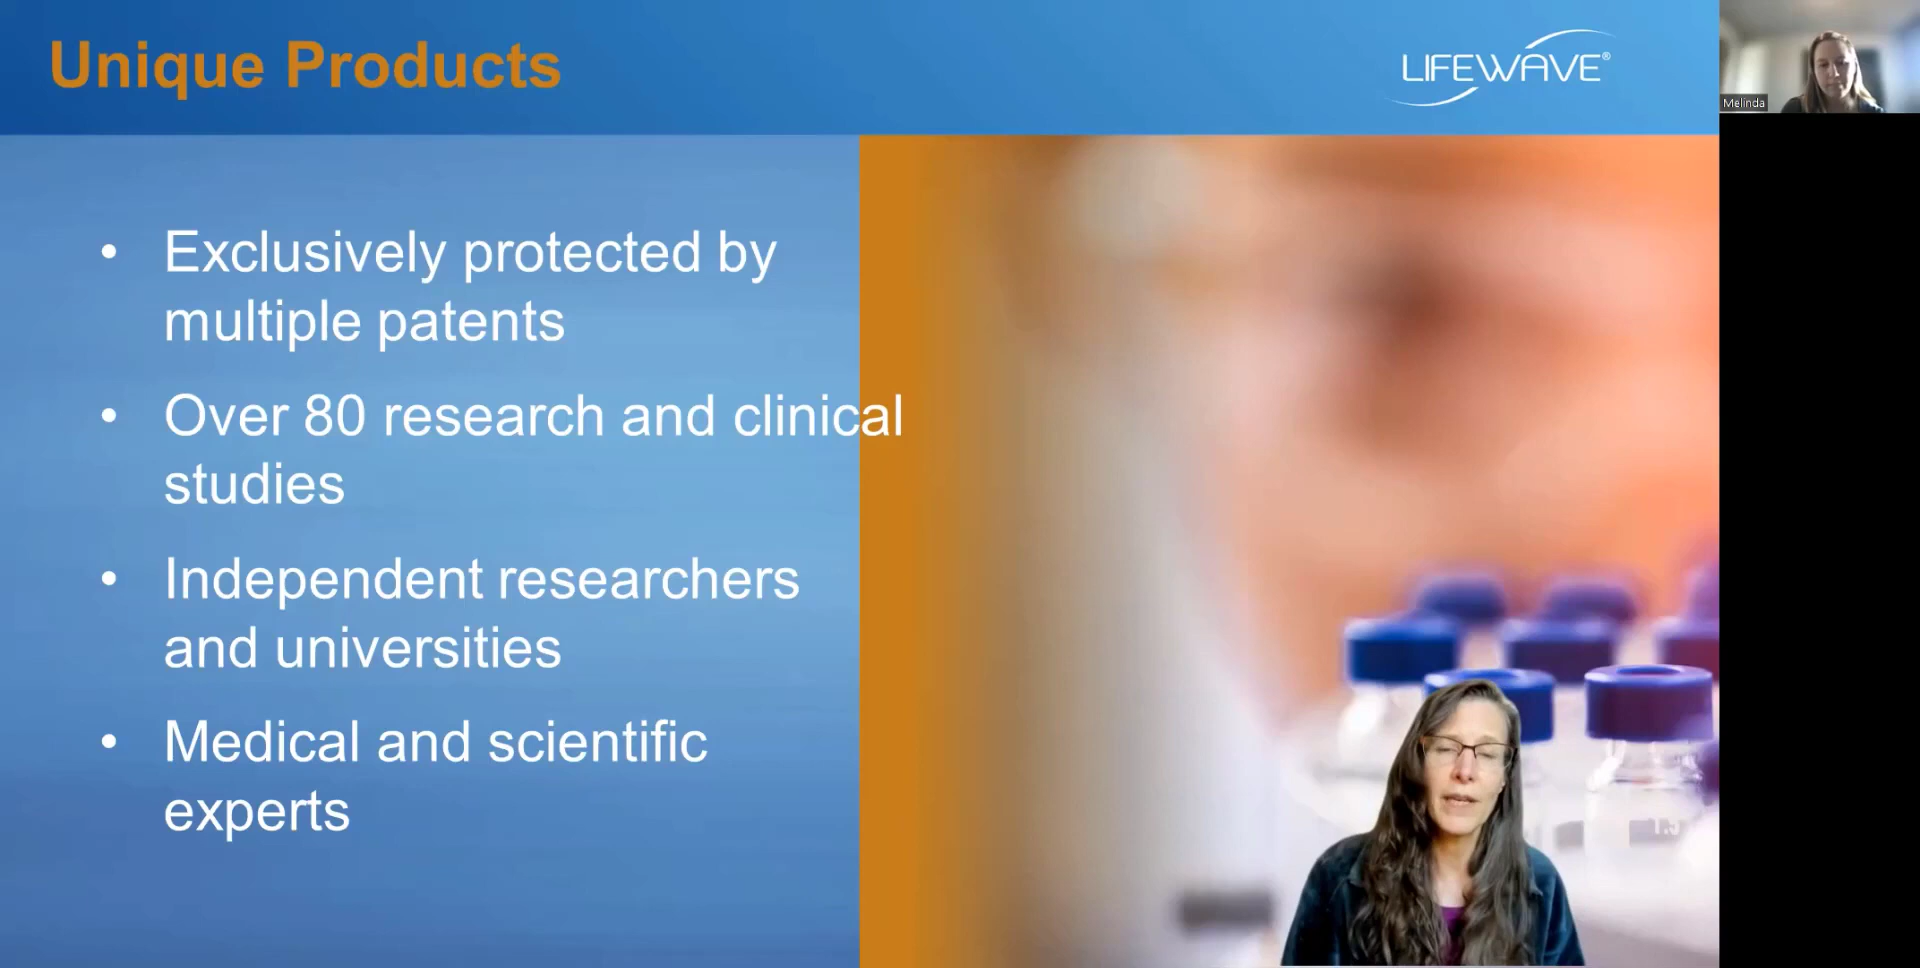 Unique Products
LIFEWAVE®
Melinda
• Exclusively protected by
multiple patents
• Over 80 research and clinical
studies
• Independent researchers
and universities
• Medical and scientific
experts